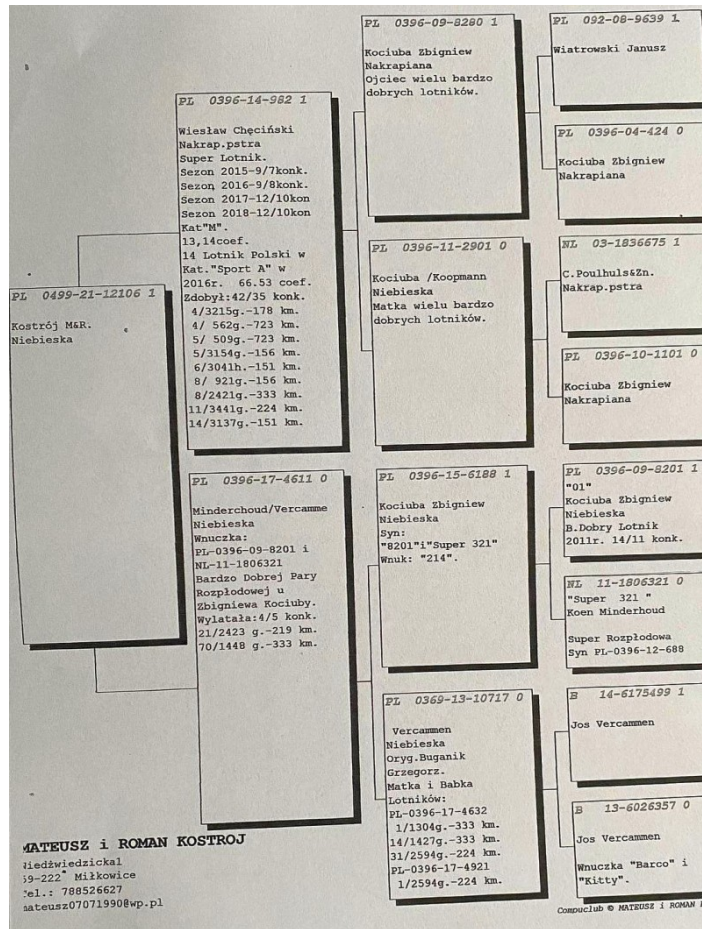 PL 0499-21-12106 1
Kostrój M&R.
Niebieska
PL 0396-14-982 1
Wiesław Chęciński
Nakrap.pstra
Super Lotnik.
Sezon 2015-9/7konk.
Sezon 2016-9/8konk.
Sezon 2017-12/10kon
Sezon 2018-12/10kon
Kat"M".
13,14coef.
14 Lotnik Polski w
Kat."Sport A" w
2016r. 66.53 coef.
Zdobył:42/35 konk.
4/3215g.-178 km.
4/ 562g.-723 km.
5/ 509g.-723 km.
5/3154g.-156 km.
6/3041h.-151 km.
8/ 921g.-156 km.
8/2421g.-333 km.
11/3441g.-224 km.
14/3137g.-151 km.
PL 0396-17-4611 0
Minderchoud/Vercamme
Niebieska
Wnuczka:
PL-0396-09-8201 i
NL-11-1806321
Bardzo Dobrej Pary
Rozpłodowej u
Zbigniewa Kociuby.
Wylatała:4/5 konk.
21/2423 g.-219 km.
70/1448 g.-333 km.
PL 0396-09-8280 1
Kociuba Zbigniew
Nakrapiana
Ojciec wielu bardzo
dobrych lotników.
PL 0396-11-2901 0
Kociuba /Koopmann
Niebieska
Matka wielu bardzo
dobrych lotników.
PL 0396-15-6188 1
Kociuba Zbigniew
Niebieska
Syn:
"8201"i"Super 321"
Wnuk: "214".
PL 0369-13-10717 0
Vercammen
Niebieska
Oryg.Buganik
Grzegorz.
Matka i Babka
Lotników:
PL-0396-17-4632
1/1304g.-333 km.
14/1427g.-333 km.
31/2594g.-224 km.
PL-0396-17-4921
1/2594g.-224 km.
PL 092-08-9639 1
Wiatrowski Janusz
PL 0396-04-424 0
Kociuba Zbigniew
Nakrapiana
NL 03-1836675 1
C.Poulhuls&Zn.
Nakrap.pstra
PL 0396-10-1101 0
Kociuba Zbigniew
Nakrapiana
PL 0396-09-8201 1
"01"
Kociuba Zbigniew
Niebieska
B.Dobry Lotnik
2011r. 14/11 konk.
NL 11-1806321 0
"Super 321 "
Koen Minderhoud
Super Rozpłodowa
Syn PL-0396-12-688
B 14-6175499 1
Jos Vercammen
B 13-6026357 0
Jos Vercammen
Wnuczka "Barco" i
"Kitty".
MATEUSZ i ROMAN KOSTROJ
Niedźwiedzicka1
59-222 Miłkowice
tel.: 788526627
mateusz07071990@wp.pl
Compuclub © MATEUSZ i ROMAN